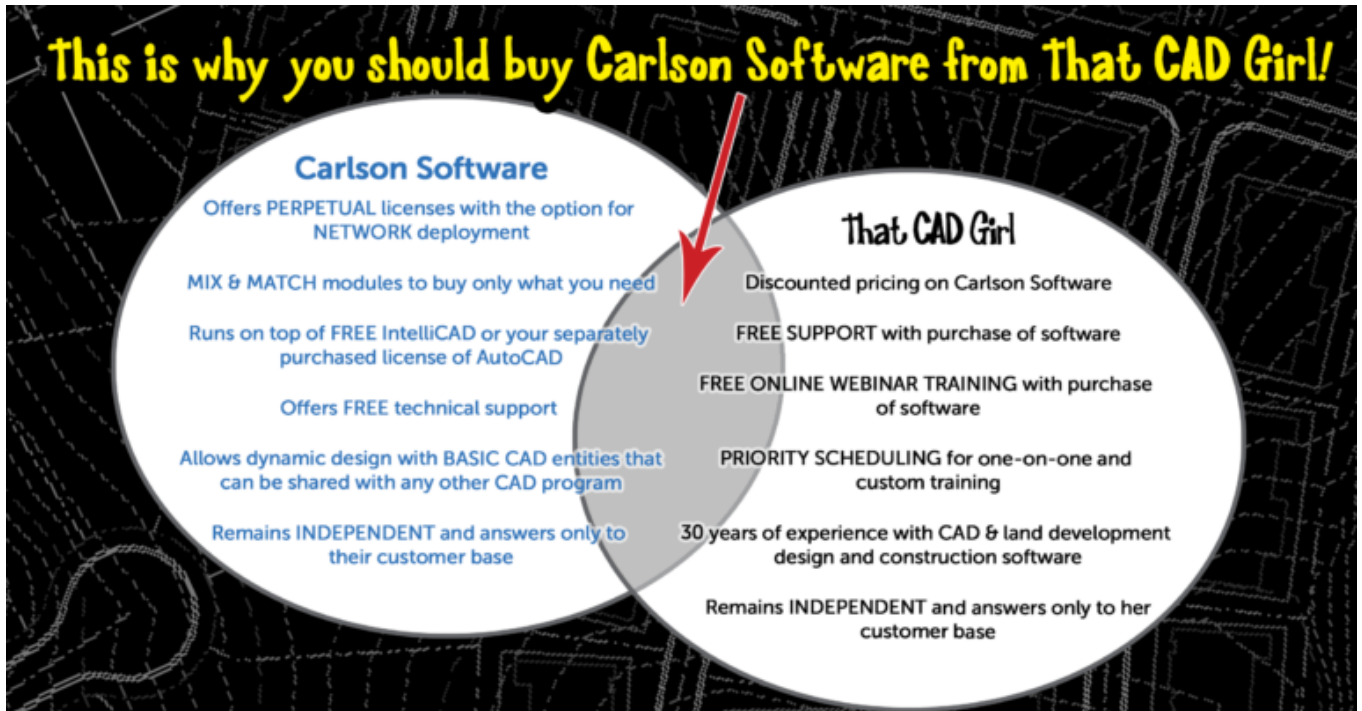 This is why you should buy Carlson Software from That CAD Girl!
Carlson Software
Offers PERPETUAL licenses with the option for
NETWORK deployment
MIX & MATCH modules to buy only what you need
Runs on top of FREE IntelliCAD or your separately
purchased license of AutoCAD
Offers FREE technical support
Allows dynamic design with BASIC CAD entities that
can be shared with any other CAD program
Remains INDEPENDENT and answers only to
their customer base
That CAD Girl
Discounted pricing on Carlson Software
FREE SUPPORT with purchase of software
FREE ONLINE WEBINAR TRAINING with purchase
of software
PRIORITY SCHEDULING for one-on-one and
custom training
30 years of experience with CAD & land development
design and construction software
Remains INDEPENDENT and answers only to her
customer base